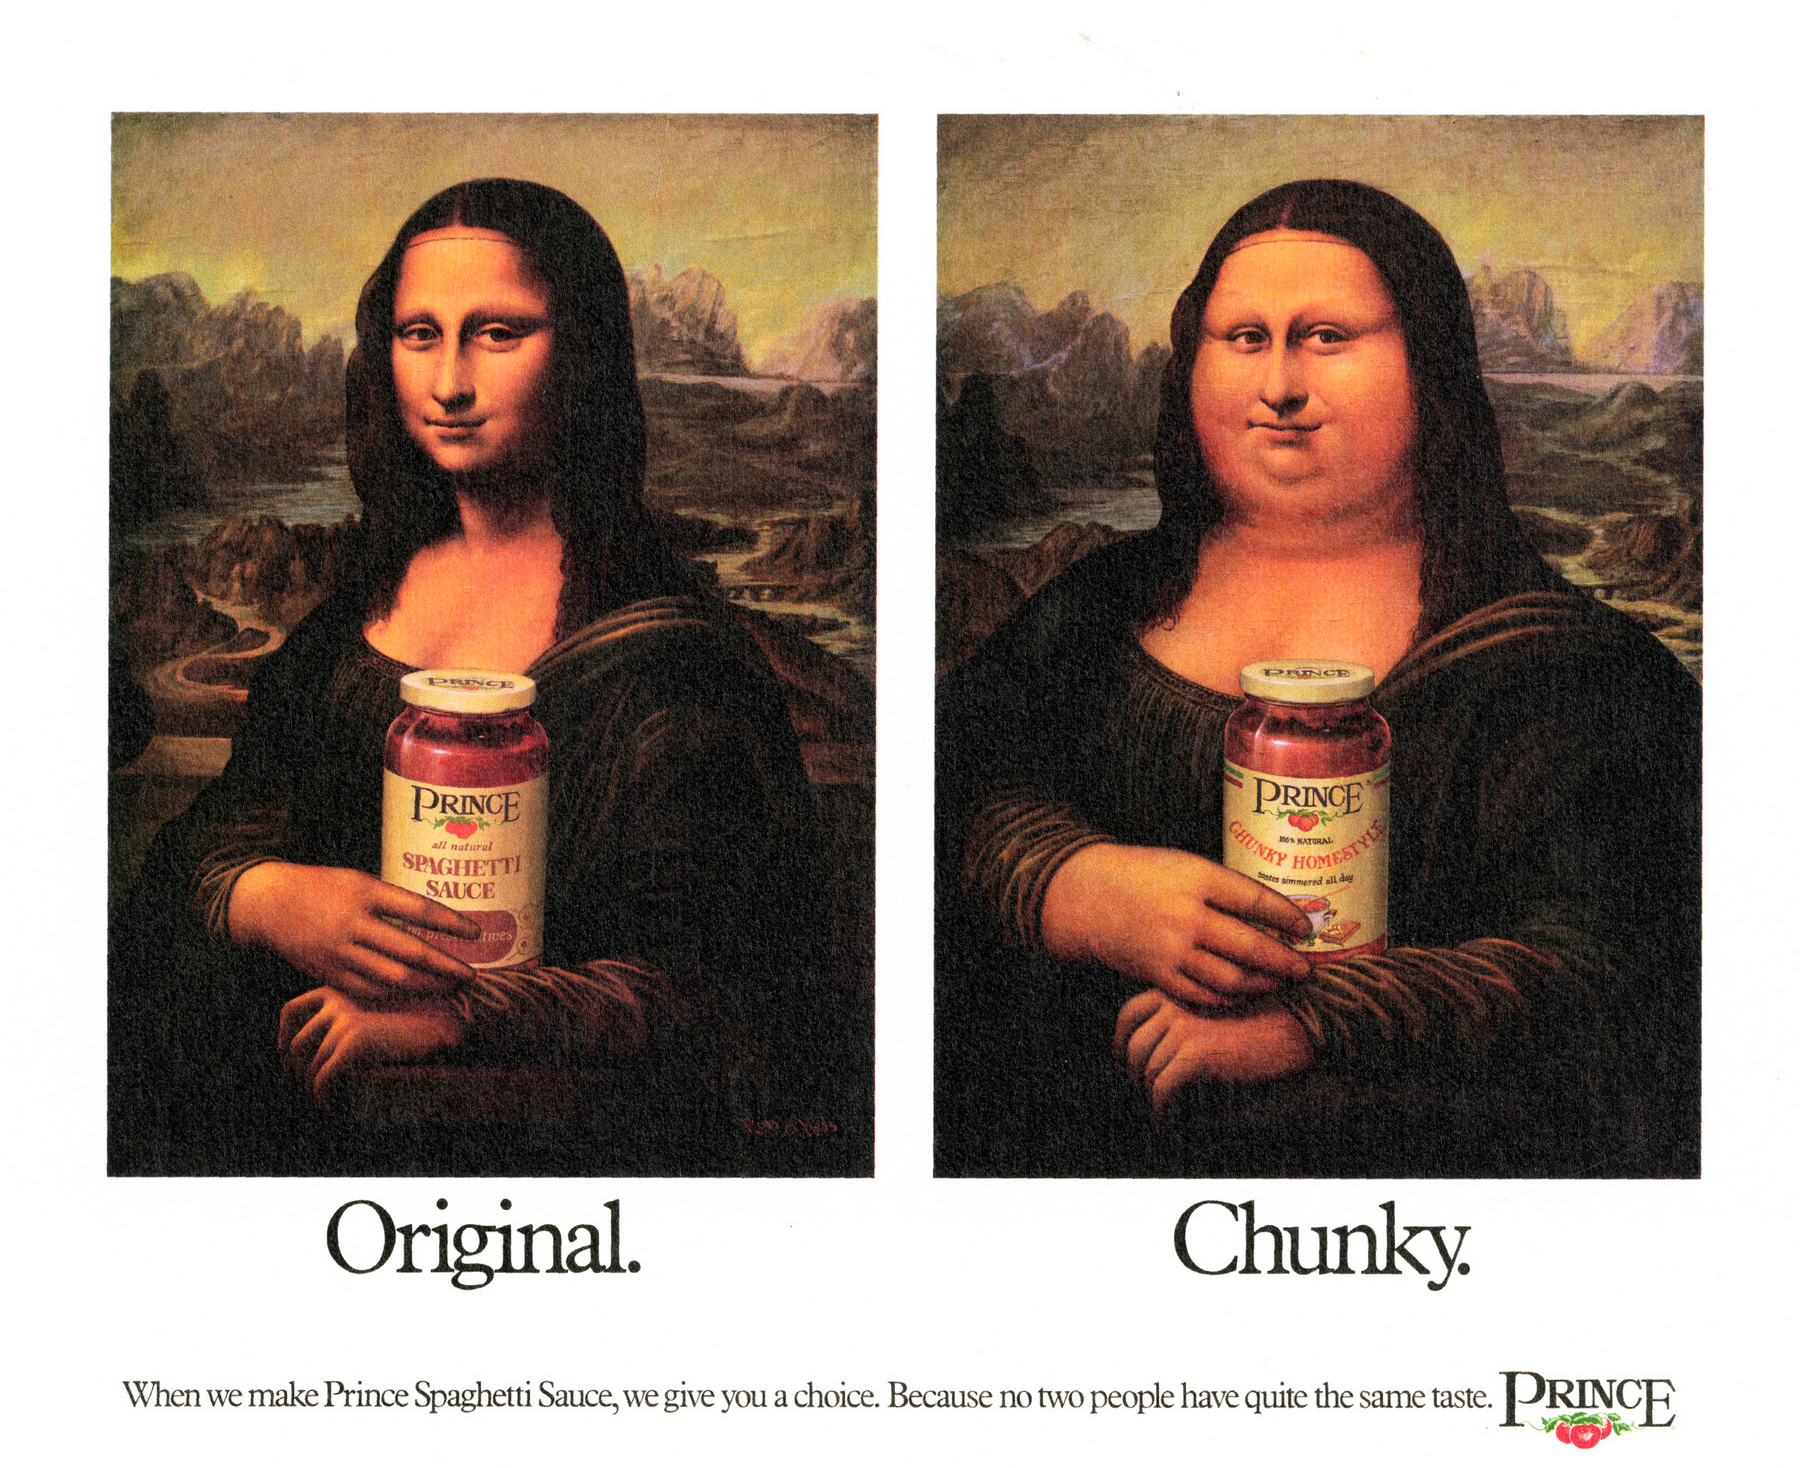 PRINCE
PRINCE
all natural
SPAGHETTI
SAUCE
PRINCE
PRINCE
100% NATURAL
CHUNKY HOMESTYLE
tastes simmered all day
Original.
Chunky.
When we make Prince Spaghetti Sauce, we give you a choice. Because no two people have quite the same taste. PRINCE